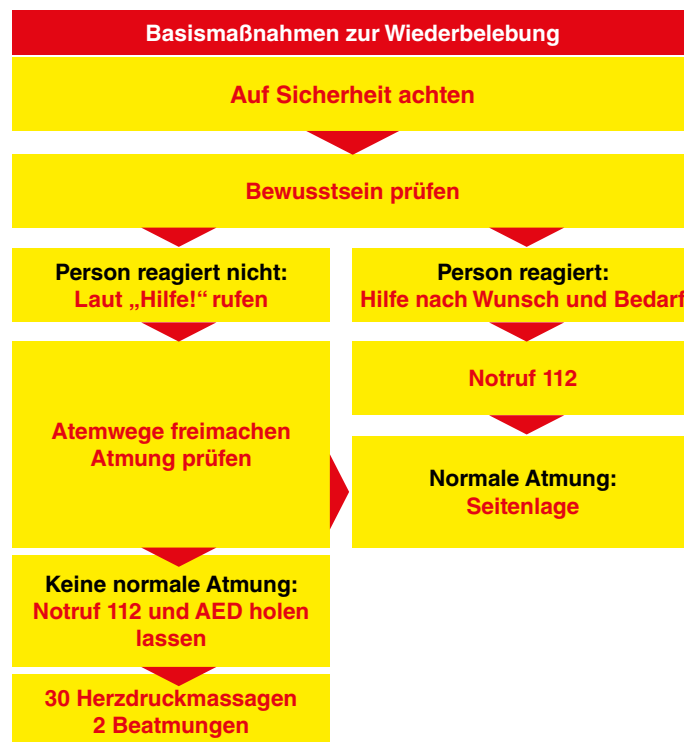 Basismaßnahmen zur Wiederbelebung
Auf Sicherheit achten
Bewusstsein prüfen
Person reagiert nicht:
Laut „Hilfe!“ rufen
Person reagiert:
Hilfe nach Wunsch und Bedarf
Atemwege freimachen
Atmung prüfen
Notruf 112
Normale Atmung:
Seitenlage
Keine normale Atmung:
Notruf 112 und AED holen
lassen
30 Herzdruckmassagen
2 Beatmungen